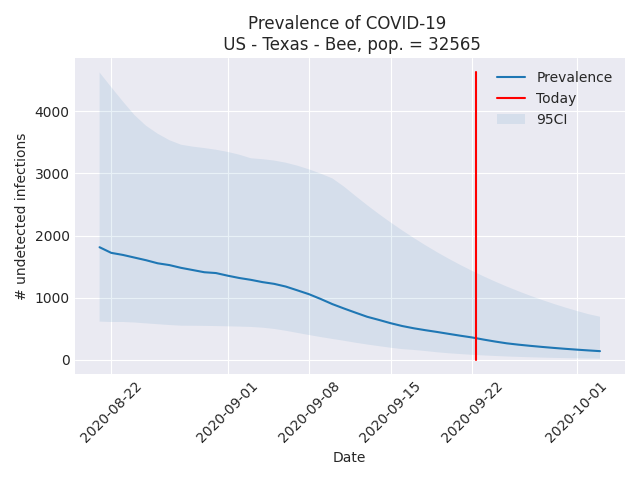 Prevalence of COVID-19
US - Texas - Bee, pop. = 32565
Prevalence
Today
95CI
# undetected infections
4000
3000
2000
1000
0
2020-08-22
2020-09-01
2020-09-08
2020-09-15
2020-09-22
2020-10-01
Date